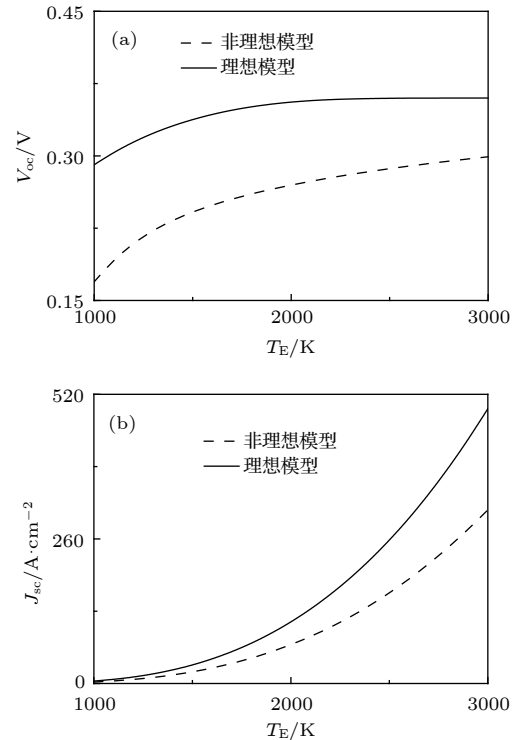 0.45
(a)
非理想模型
理想模型
0.30
V_oc/V
0.15
1000 2000 3000
T_E/K
520
(b)
非理想模型
理想模型
260
J_sc/A·cm⁻²
0
1000 2000 3000
T_E/K